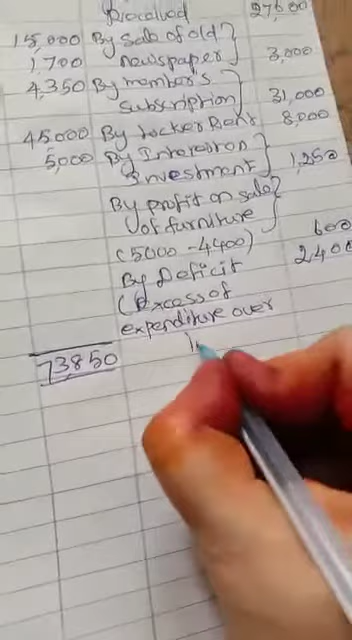 Received 27600
15,000 By Sale of old
1,700 newspaper 3,000
4,350 By member's
Subscription 31,000
45000 By Locker Rent 8,000
5,000 By Interest on
Investment 1,250
By profit on sale
of furniture
(5000 - 4400) 600
By Deficit 2400
(Excess of
expenditure over
73850